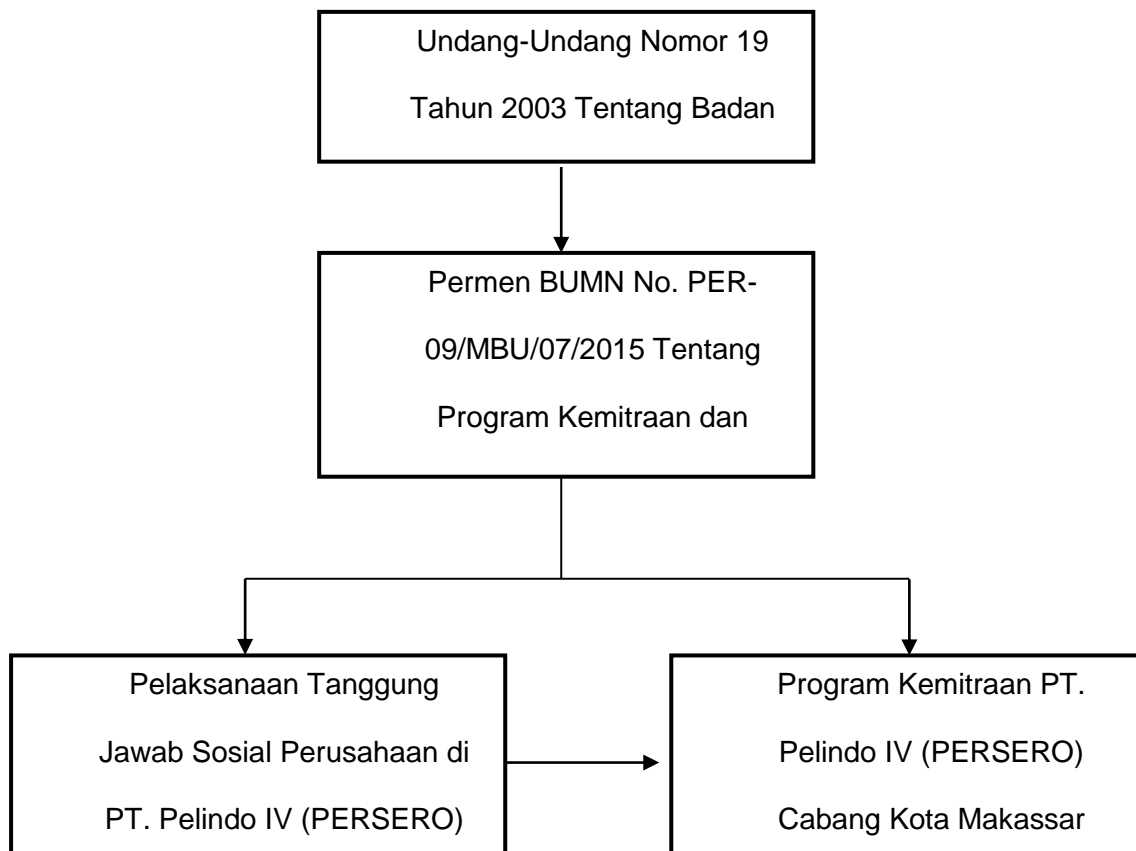 Undang-Undang Nomor 19
Tahun 2003 Tentang Badan
Permen BUMN No. PER-
09/MBU/07/2015 Tentang
Program Kemitraan dan
Pelaksanaan Tanggung
Jawab Sosial Perusahaan di
PT. Pelindo IV (PERSERO)
Program Kemitraan PT.
Pelindo IV (PERSERO)
Cabang Kota Makassar